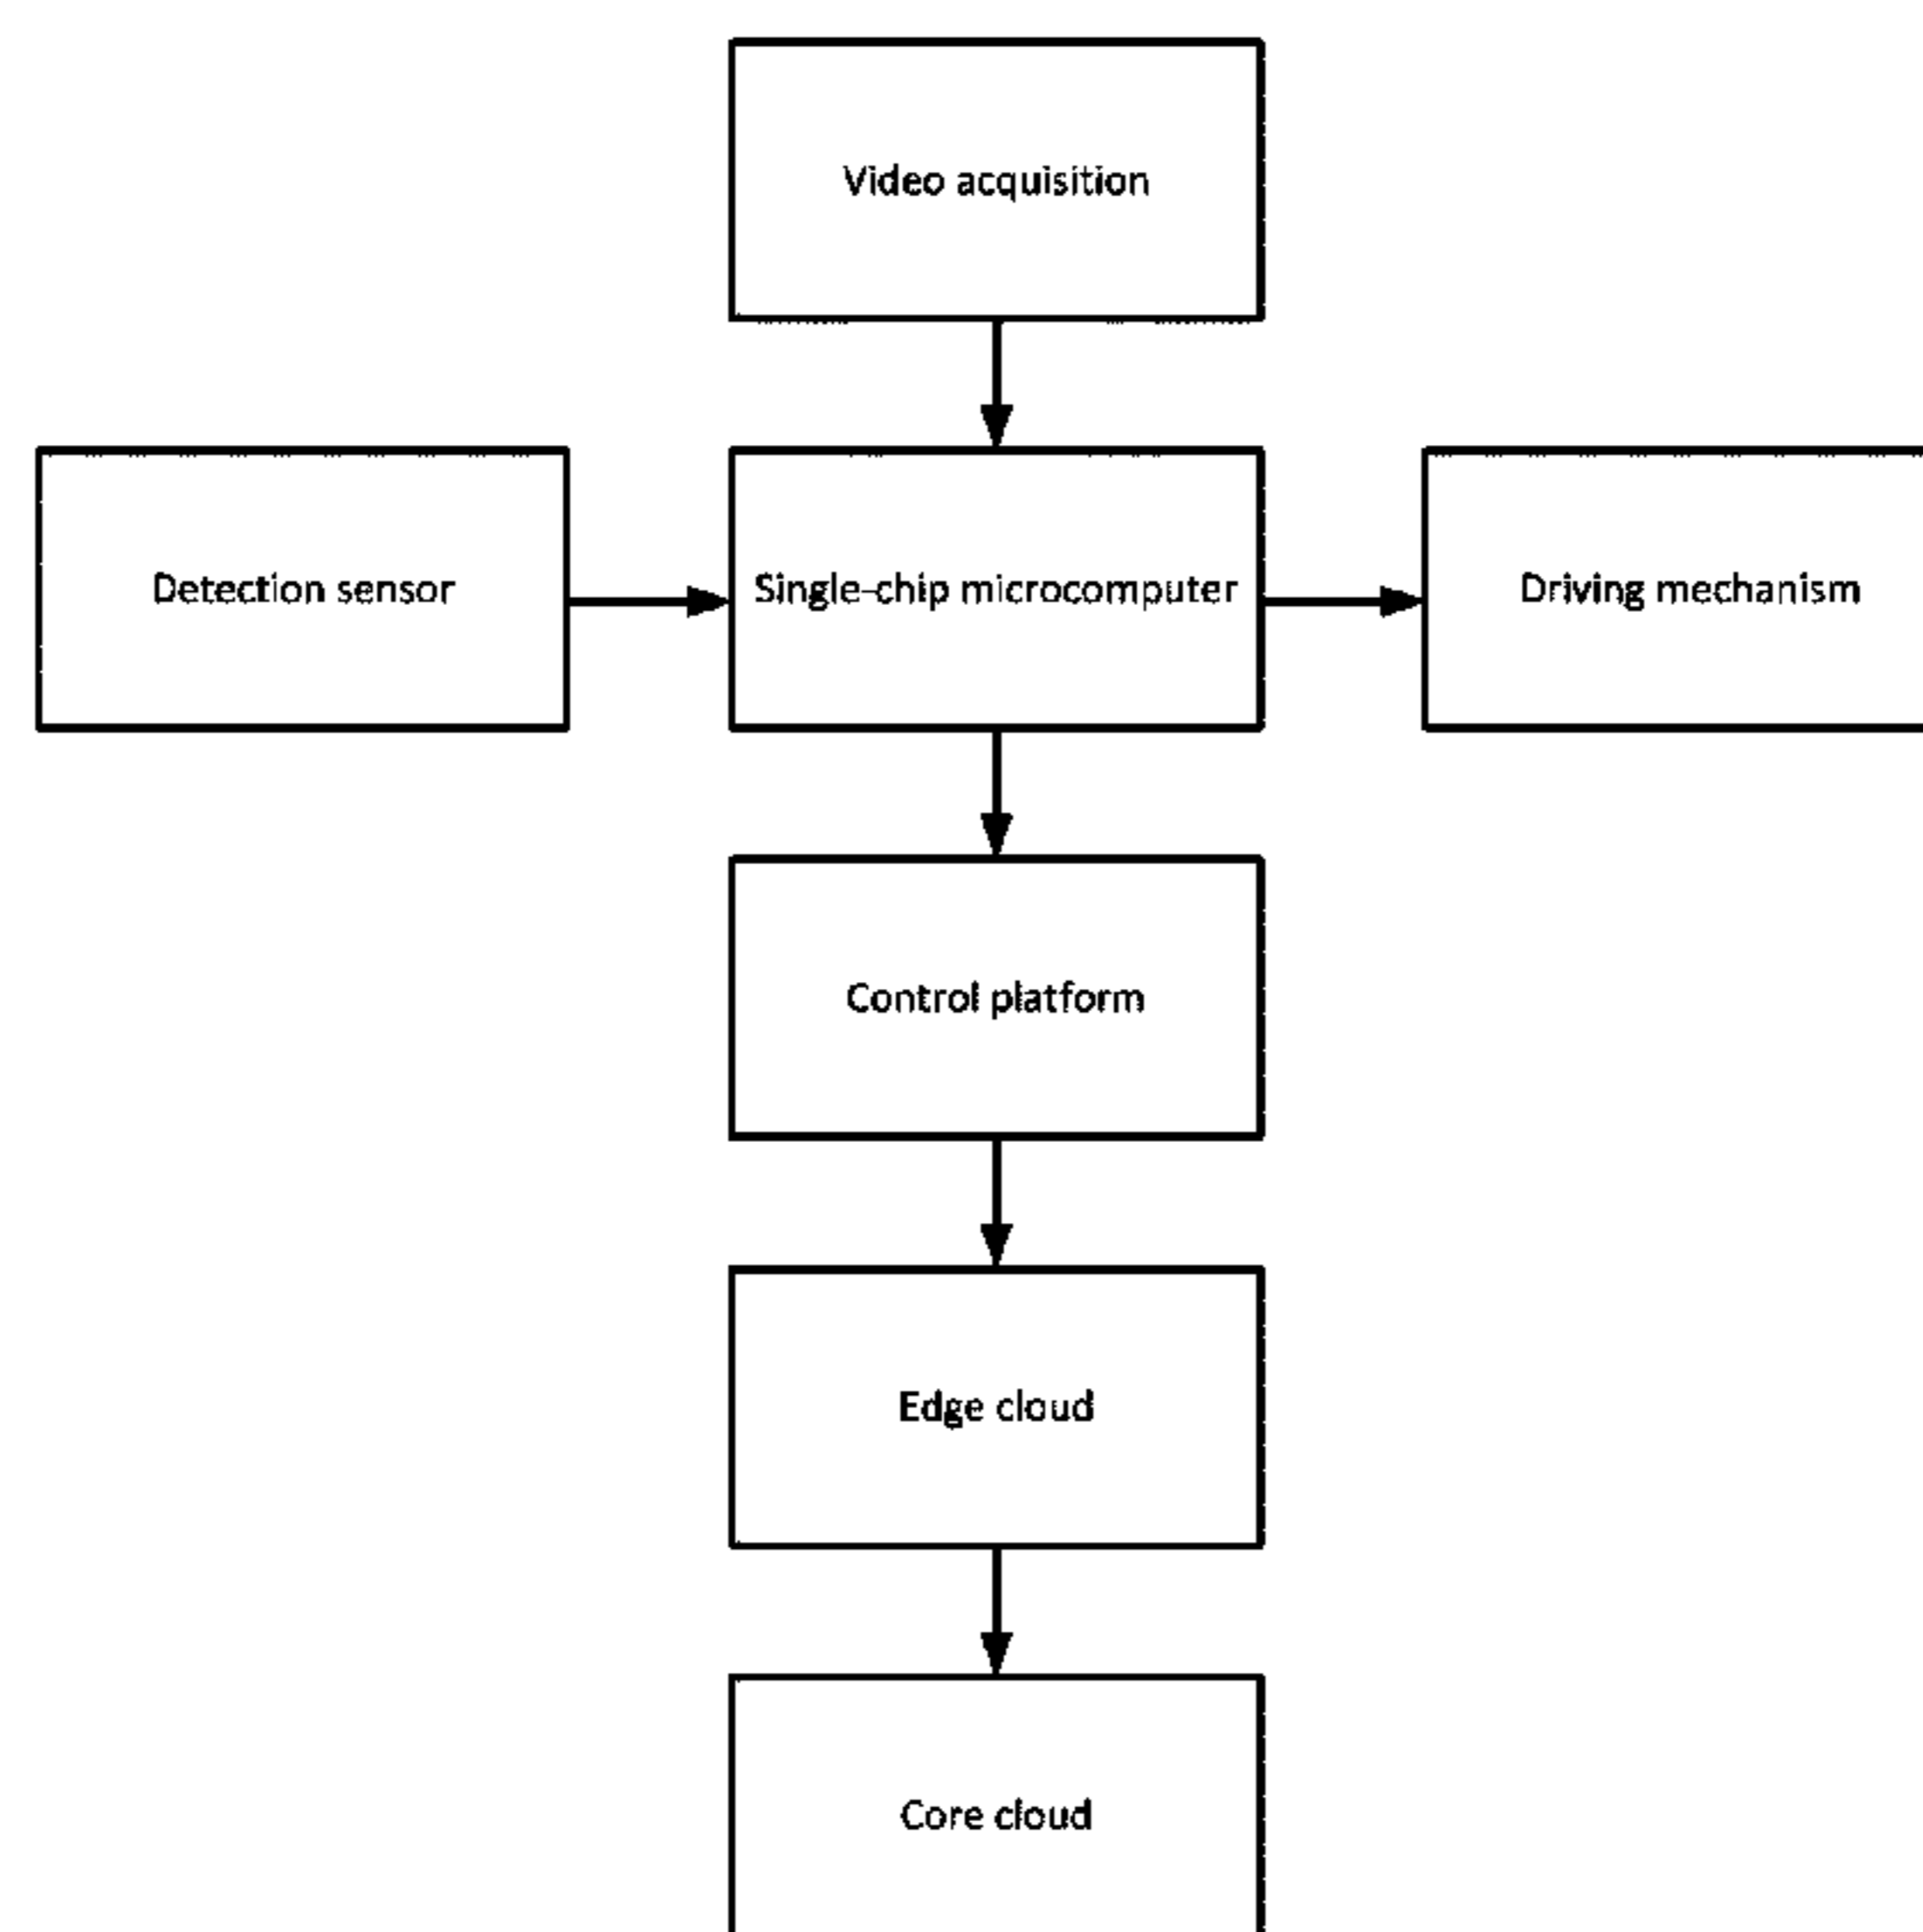 Video acquisition
Detection sensor
Single-chip microcomputer
Driving mechanism
Control platform
Edge cloud
Core cloud